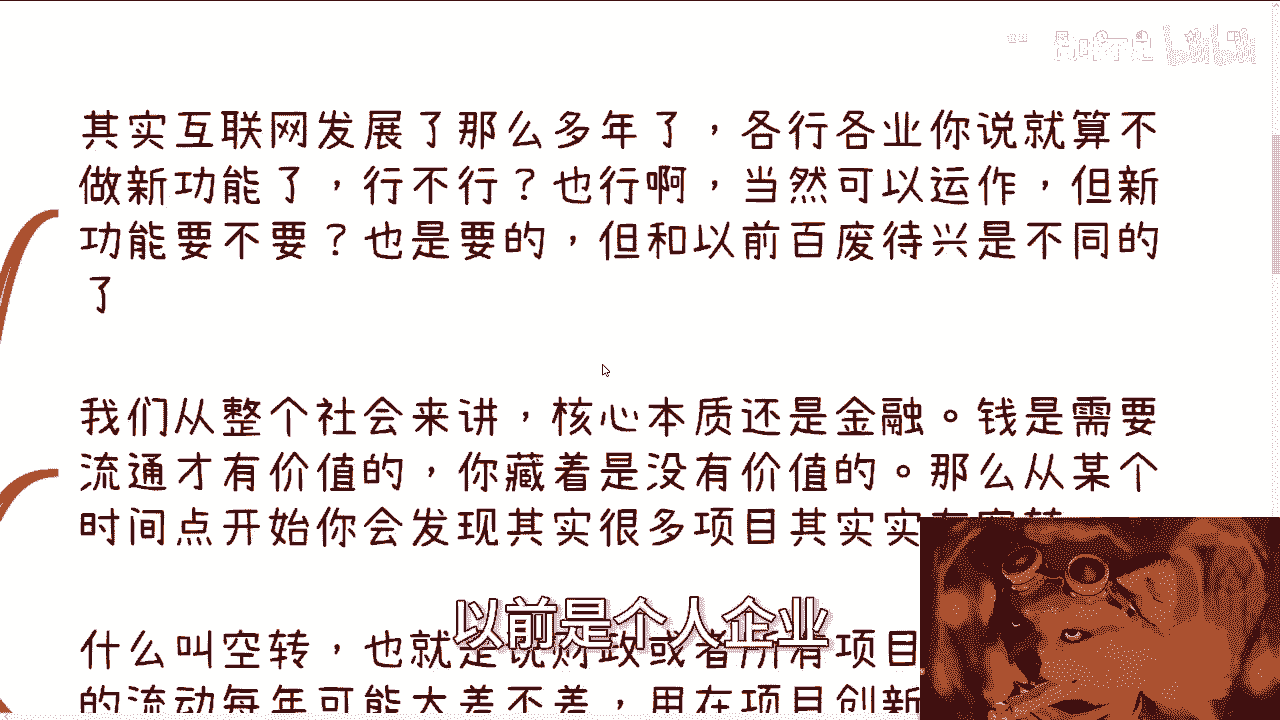 其实互联网发展了那么多年了，各行各业你说就算不
做新功能了，行不行？也行啊，当然可以运作，但新
功能要不要？也是要的，但和以前百废待兴是不同的
了
我们从整个社会来讲，核心本质还是金融。钱是需要
流通才有价值的，你藏着是没有价值的。那么从某个
时间点开始你会发现其实很多项目其实实
以前是个人企业
什么叫空转，也就是说财政或者所有项目
的流动每年可能大差不差，用在项目创新